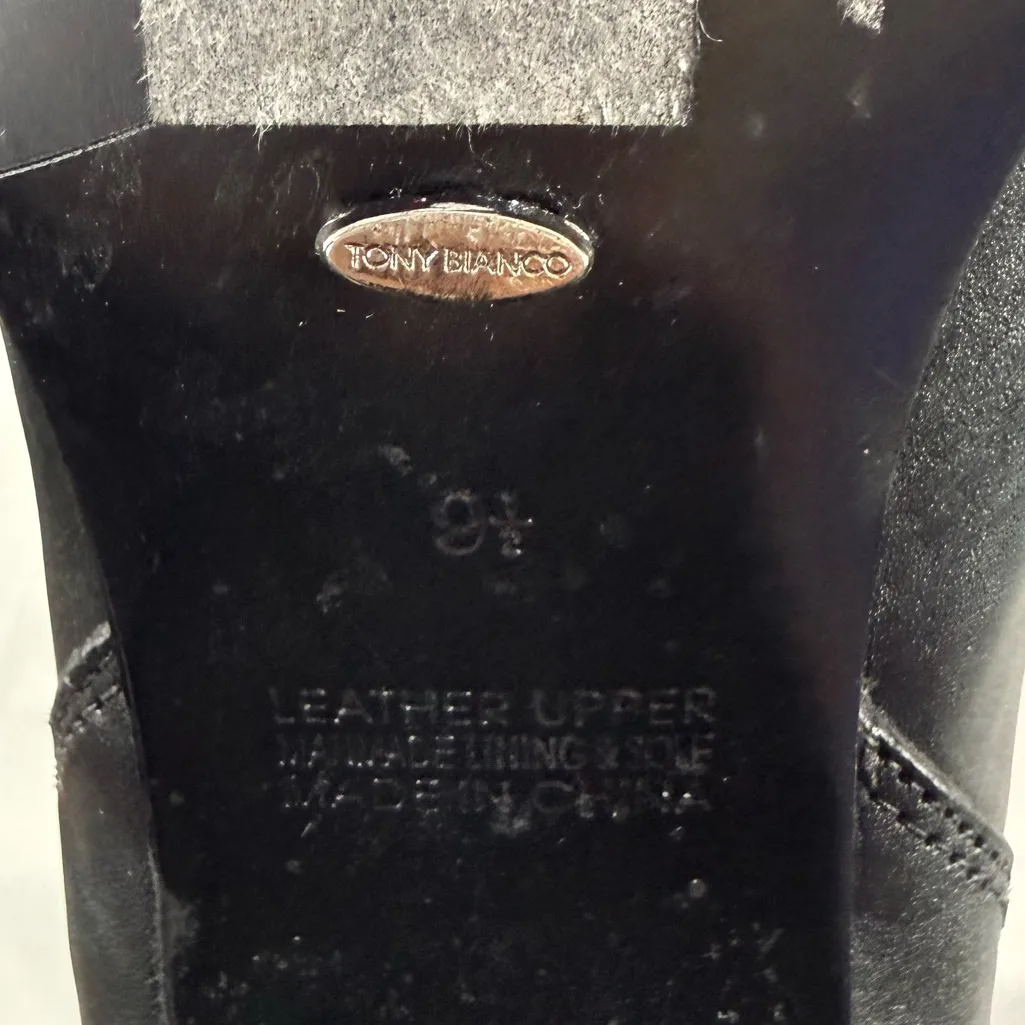 TONY BIANCO
9½
LEATHER UPPER
MANMADE LINING & SOLE
MADE IN CHINA